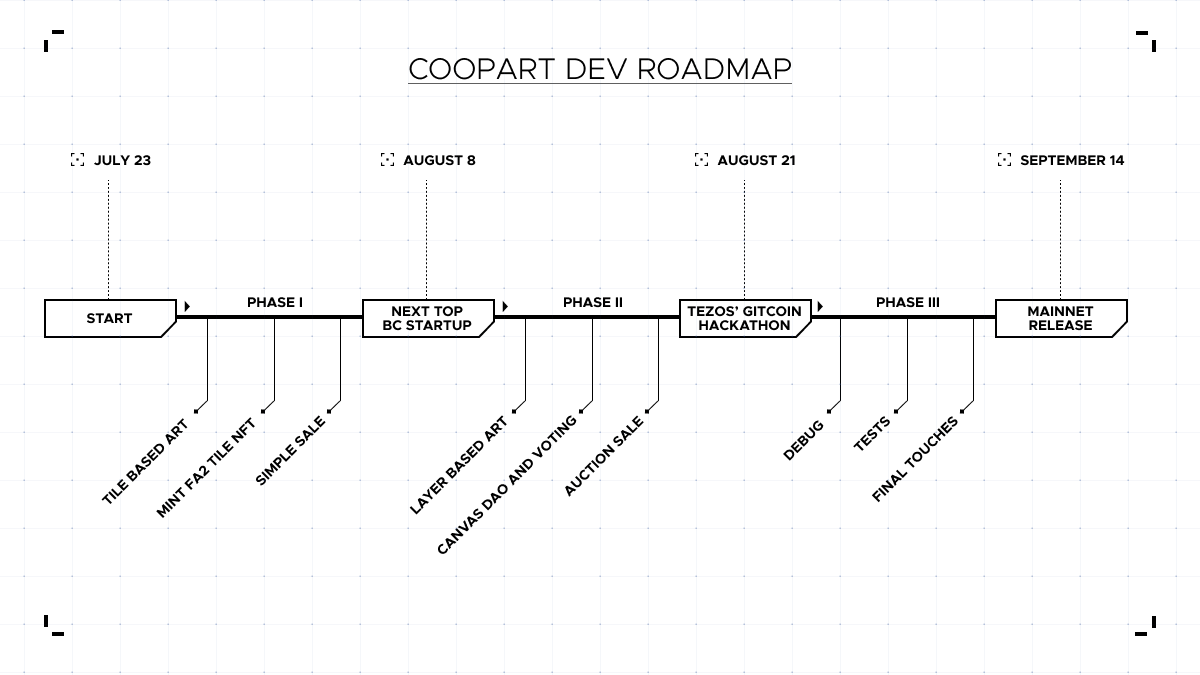 COOPART DEV ROADMAP
JULY 23
AUGUST 8
AUGUST 21
SEPTEMBER 14
START
PHASE I
NEXT TOP
BC STARTUP
PHASE II
TEZOS’ GITCOIN
HACKATHON
PHASE III
MAINNET
RELEASE
TILE BASED ART
MINT FA2 TILE NFT
SIMPLE SALE
LAYER BASED ART
CANVAS DAO AND VOTING
AUCTION SALE
DEBUG
TESTS
FINAL TOUCHES